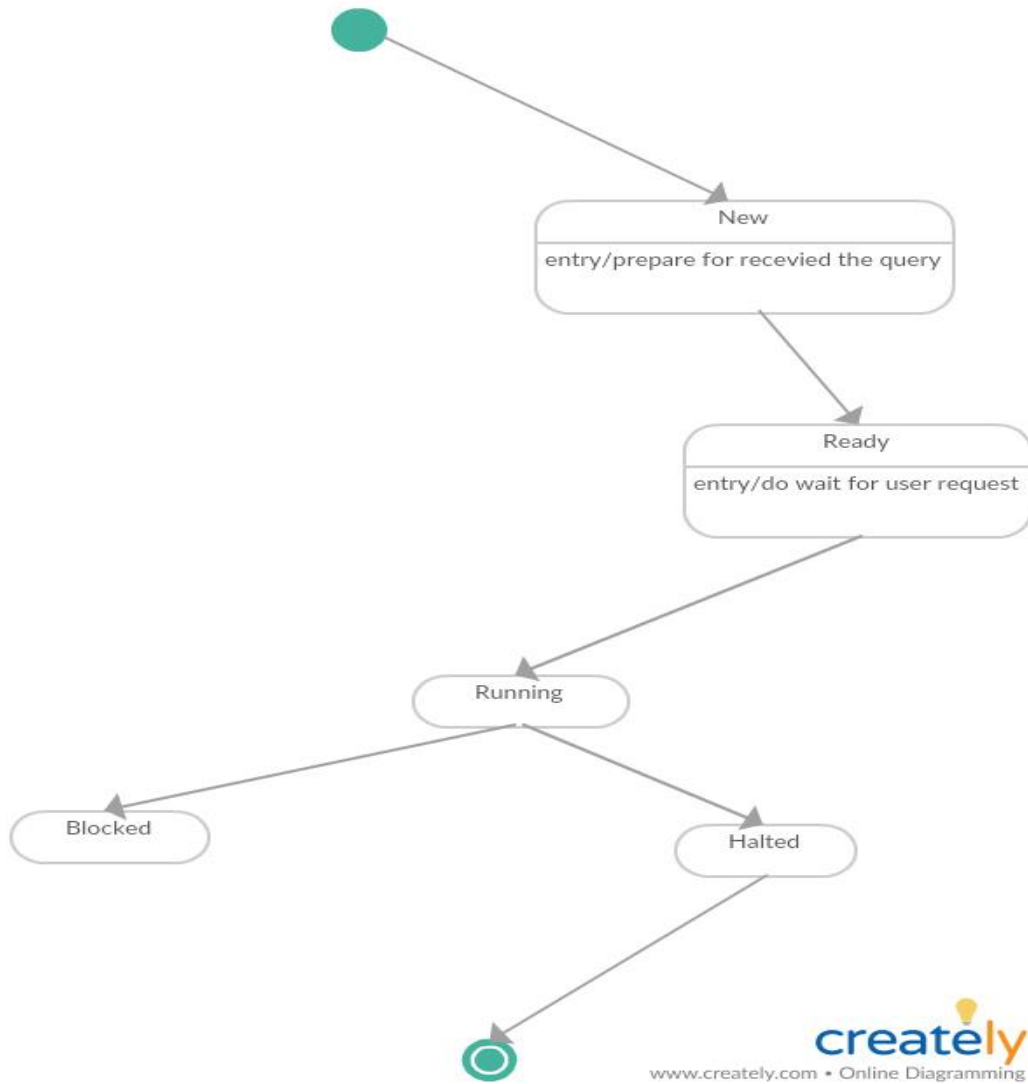 New
entry/prepare for recevied the query
Ready
entry/do wait for user request
Running
Blocked
Halted
creately
www.creately.com • Online Diagramming